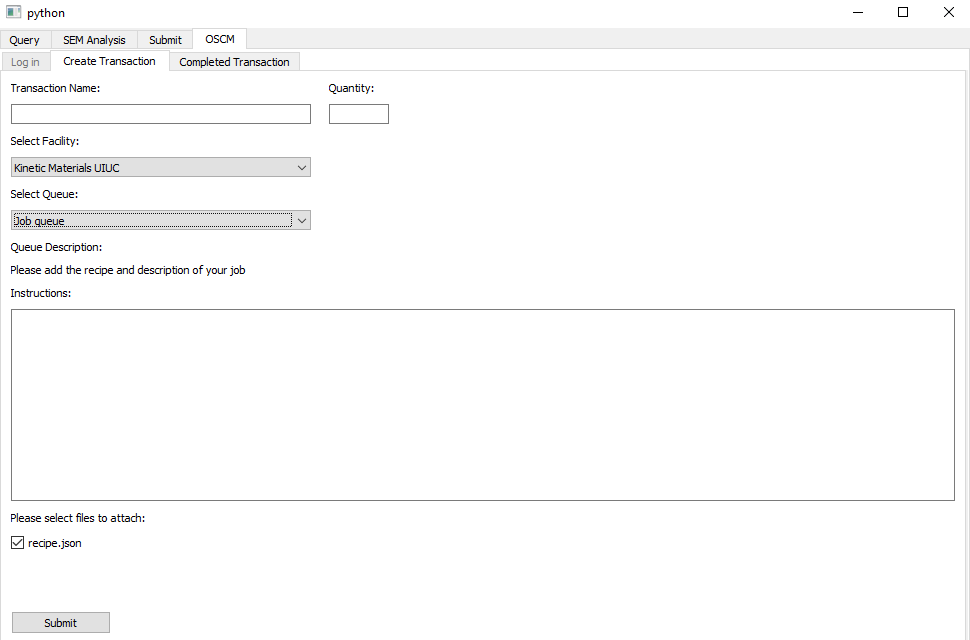 python
Query SEM Analysis Submit OSCM
Log in Create Transaction Completed Transaction
Transaction Name: Quantity:
Select Facility:
Kinetic Materials UIUC
Select Queue:
Job queue
Queue Description:
Please add the recipe and description of your job
Instructions:
Please select files to attach:
recipe.json
Submit